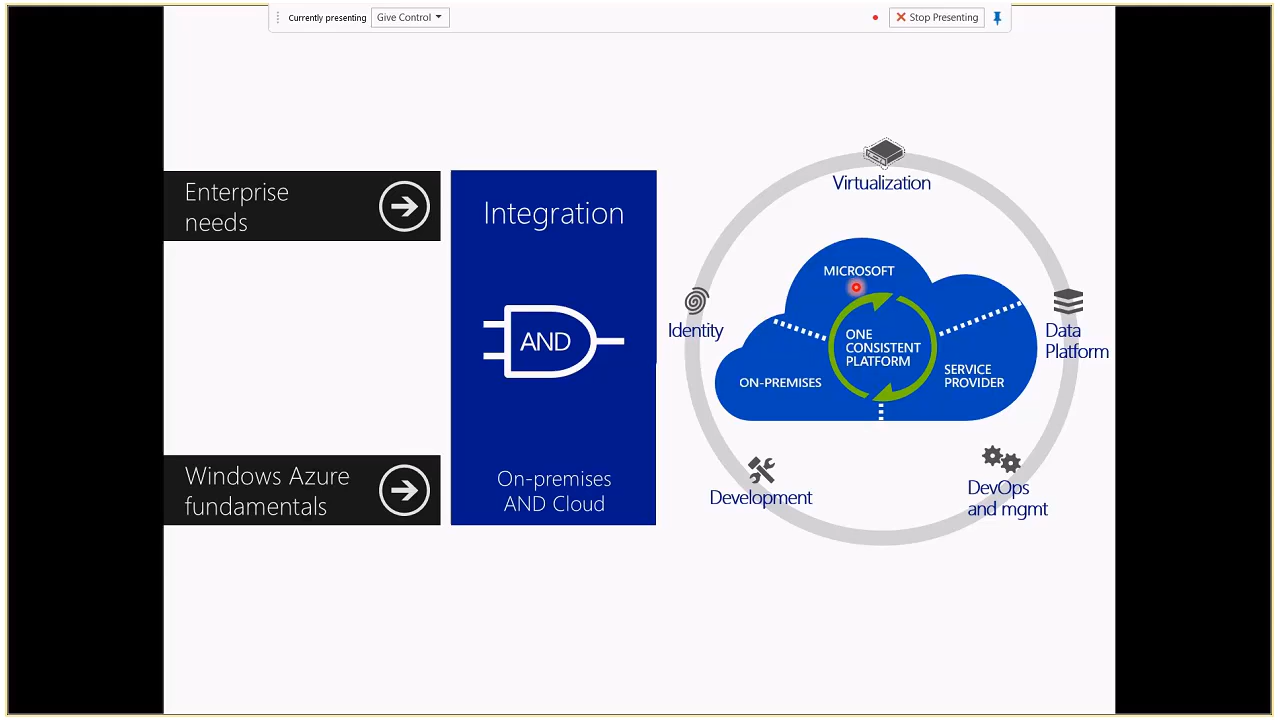 Currently presenting
Give Control
Stop Presenting
Enterprise
needs
Windows Azure
fundamentals
Integration
AND
On-premises
AND Cloud
Virtualization
Identity
MICROSOFT
ONE
CONSISTENT
PLATFORM
ON-PREMISES
SERVICE
PROVIDER
Data
Platform
Development
DevOps
and mgmt